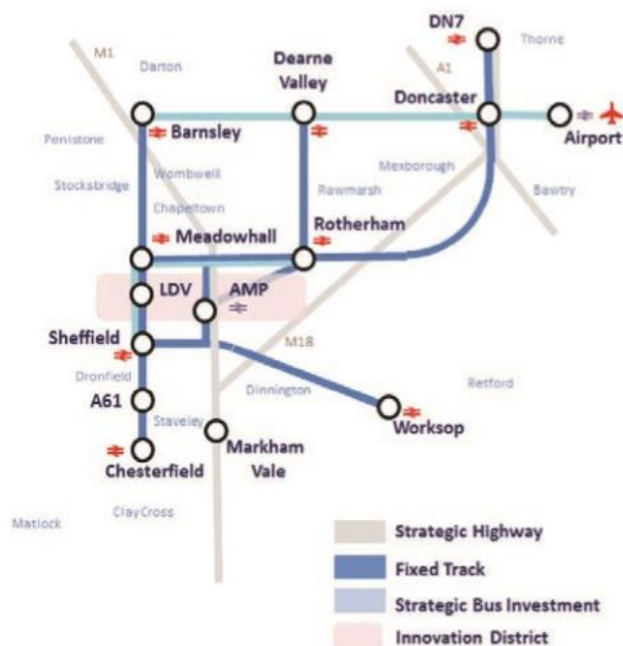 DN7
Thorne
M1
Darton
Dearne
Valley
A1
Doncaster
Barnsley
Airport
Penistone
Wombwell
Mexborough
Stocksbridge
Rawmarsh
Bawtry
Chapeltown
Meadowhall
Rotherham
LDV
AMP
Sheffield
M18
Dronfield
Dinnington
Retford
A61
Staveley
Worksop
Markham
Vale
Chesterfield
ClayCross
Matlock
Strategic Highway
Fixed Track
Strategic Bus Investment
Innovation District